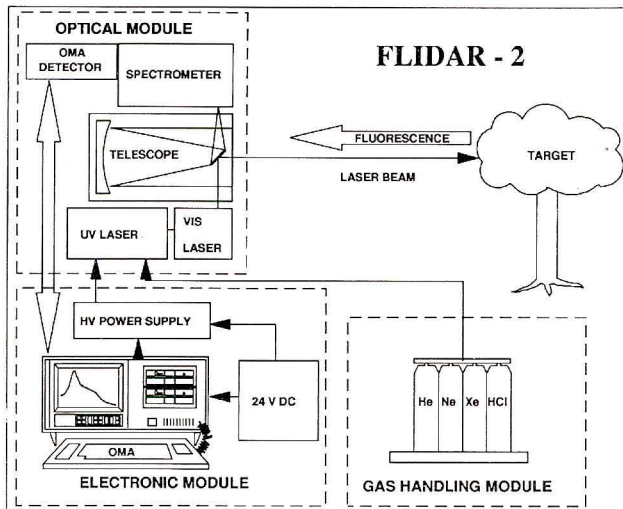 OPTICAL MODULE
OMA
DETECTOR
SPECTROMETER
FLIDAR - 2
TELESCOPE
FLUORESCENCE
LASER BEAM
TARGET
UV LASER
VIS
LASER
HV POWER SUPPLY
24 V DC
OMA
ELECTRONIC MODULE
He Ne Xe HCl
GAS HANDLING MODULE